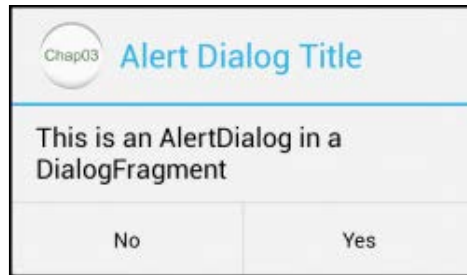 Chap03
Alert Dialog Title
This is an AlertDialog in a
DialogFragment
No
Yes